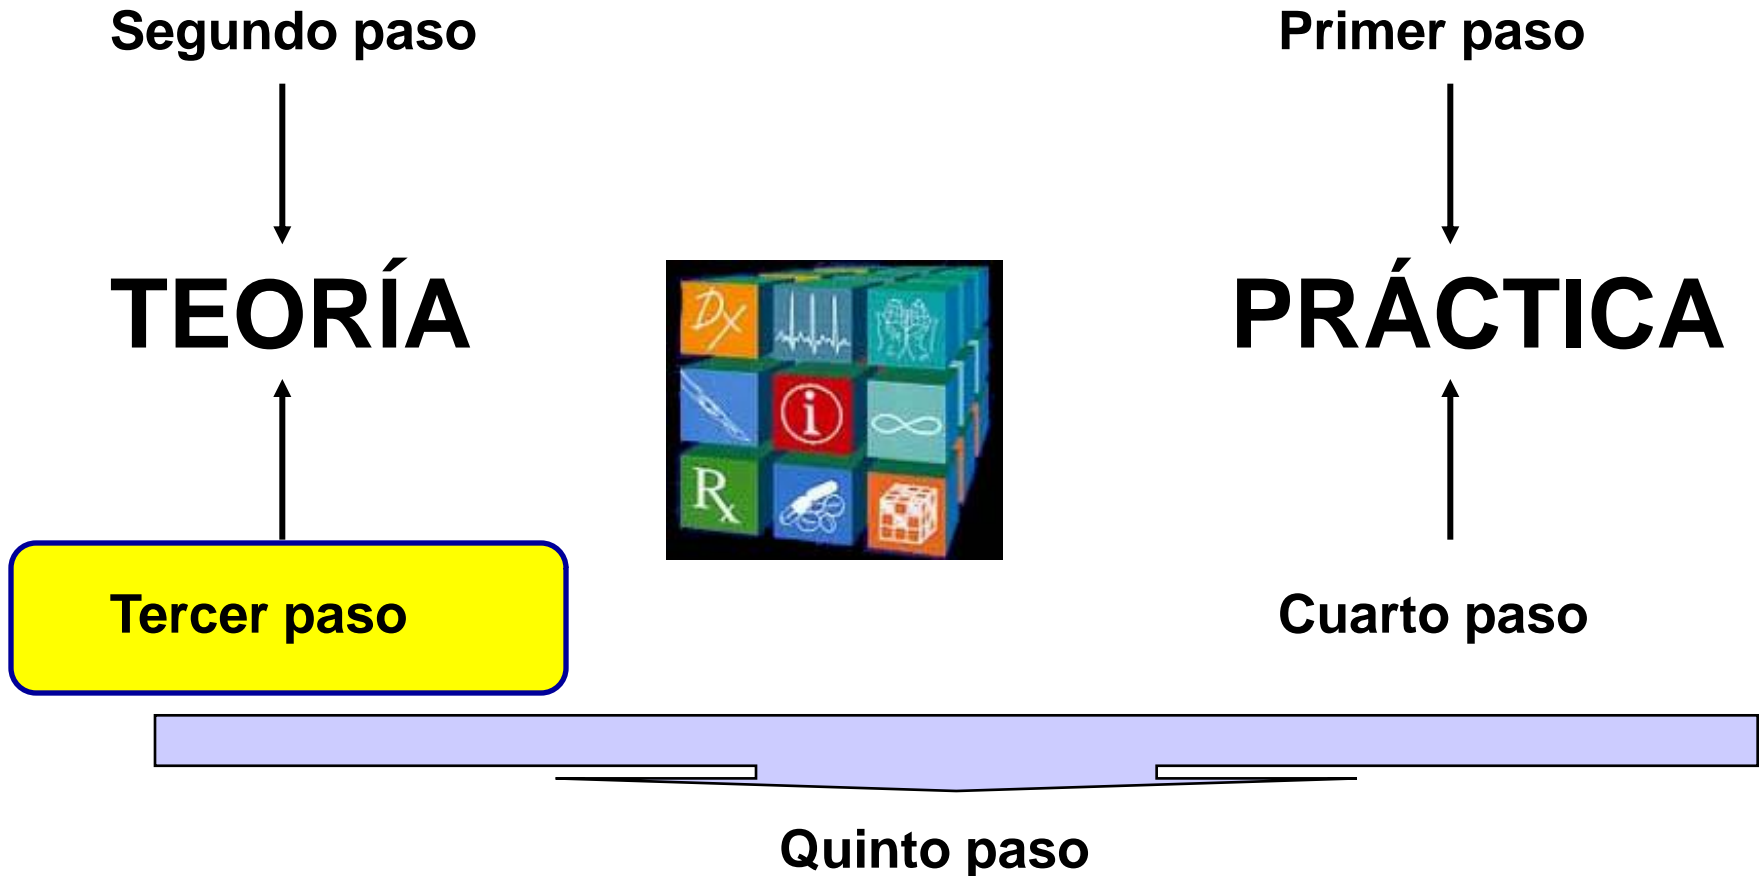 Segundo paso
Primer paso
TEORÍA
PRÁCTICA
Dx
i
Rx
Tercer paso
Cuarto paso
Quinto paso